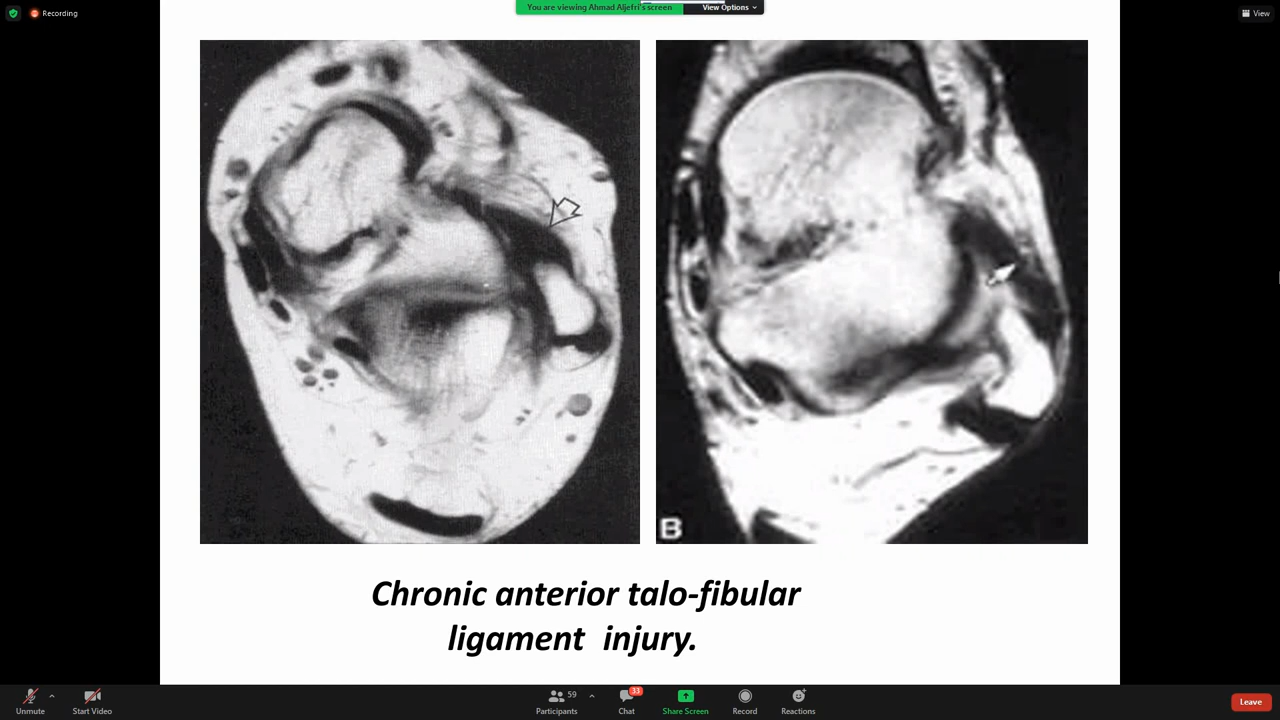 Recording
You are viewing Ahmad Aljefri's screen
View Options
View
B
Chronic anterior talo-fibular
ligament injury.
Unmute
Start Video
59
Participants
33
Chat
Share Screen
Record
Reactions
Leave